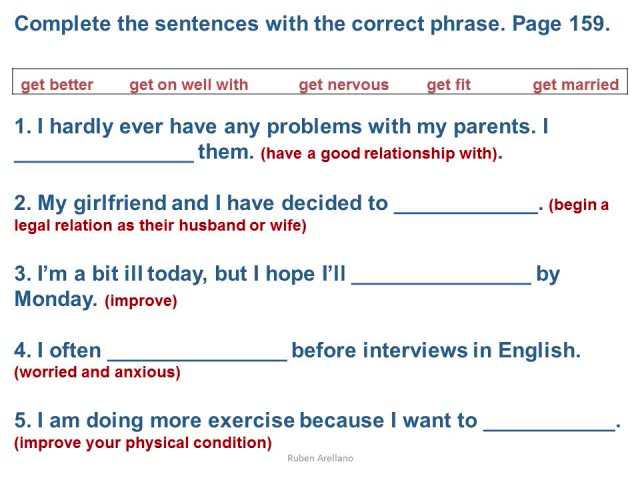 Complete the sentences with the correct phrase. Page 159.
get better get on well with get nervous get fit get married
1. I hardly ever have any problems with my parents. I
_______________ them. (have a good relationship with).
2. My girlfriend and I have decided to ____________. (begin a
legal relation as their husband or wife)
3. I’m a bit ill today, but I hope I’ll _______________ by
Monday. (improve)
4. I often _______________ before interviews in English.
(worried and anxious)
5. I am doing more exercise because I want to ___________.
(improve your physical condition)
Ruben Arellano